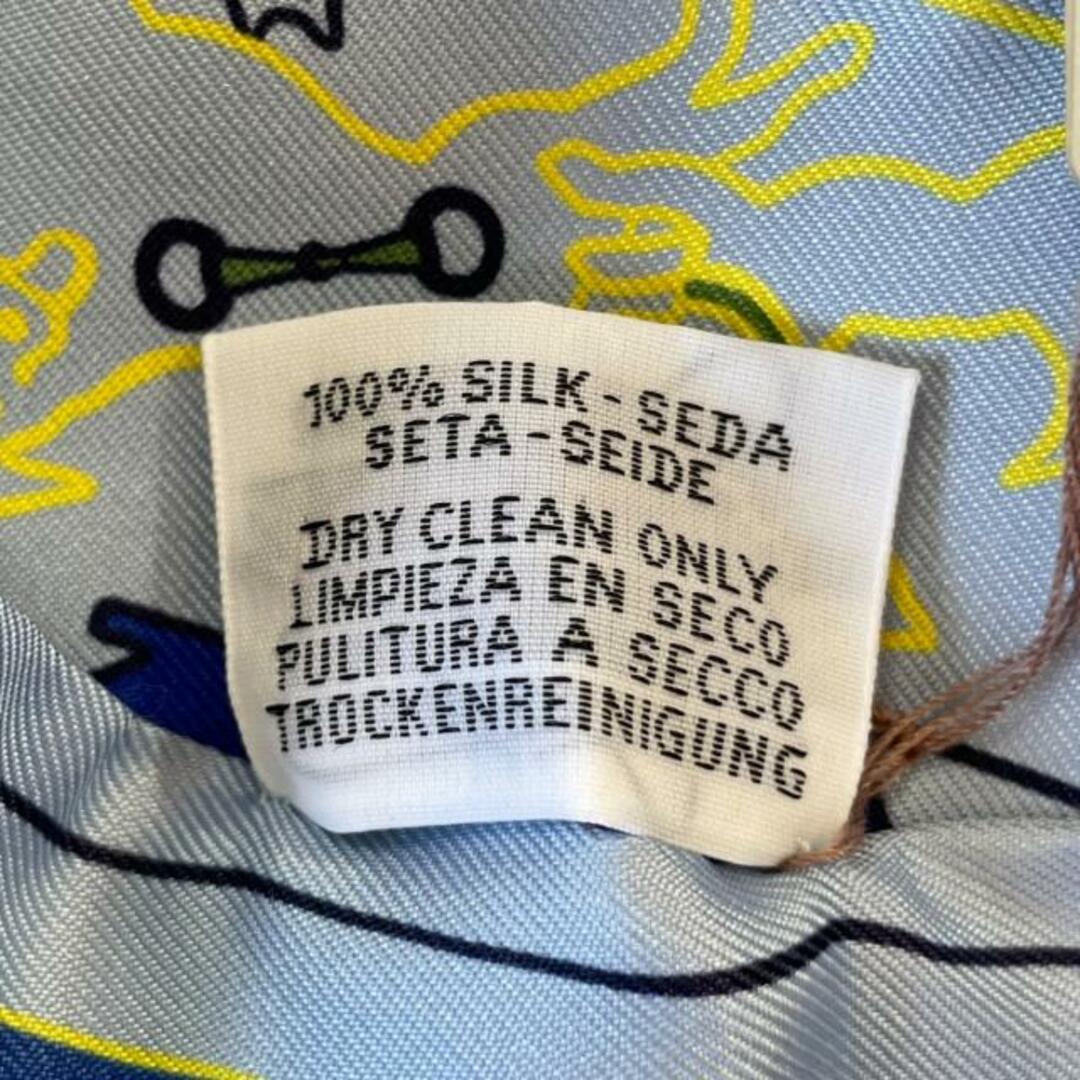 100% SILK - SEDA
SETA - SEIDE
DRY CLEAN ONLY
LIMPIEZA EN SECO
PULITURA A SECCO
TROCKENREINIGUNG